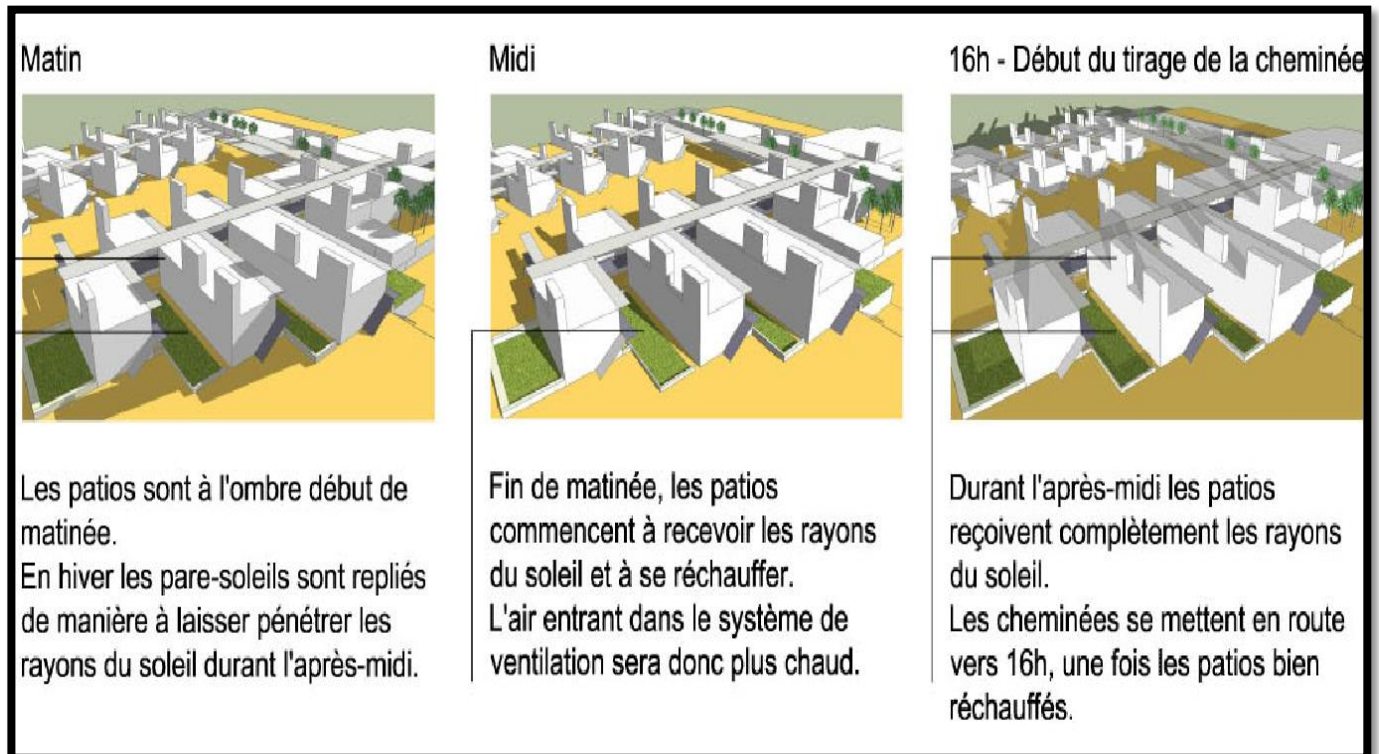 Matin
Les patios sont à l'ombre début de
matinée.
En hiver les pare-soleils sont repliés
de manière à laisser pénétrer les
rayons du soleil durant l'après-midi.
Midi
Fin de matinée, les patios
commencent à recevoir les rayons
du soleil et à se réchauffer.
L'air entrant dans le système de
ventilation sera donc plus chaud.
16h - Début du tirage de la cheminée
Durant l'après-midi les patios
reçoivent complètement les rayons
du soleil.
Les cheminées se mettent en route
vers 16h, une fois les patios bien
réchauffés.